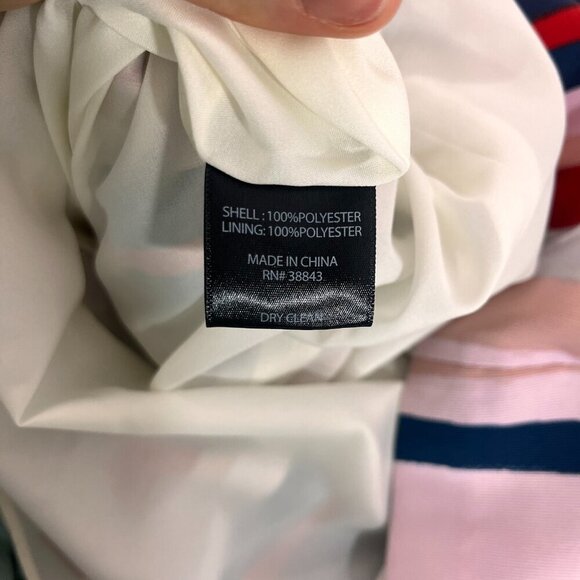 SHELL : 100%POLYESTER
LINING: 100%POLYESTER
MADE IN CHINA
RN# 38843
DRY CLEAN